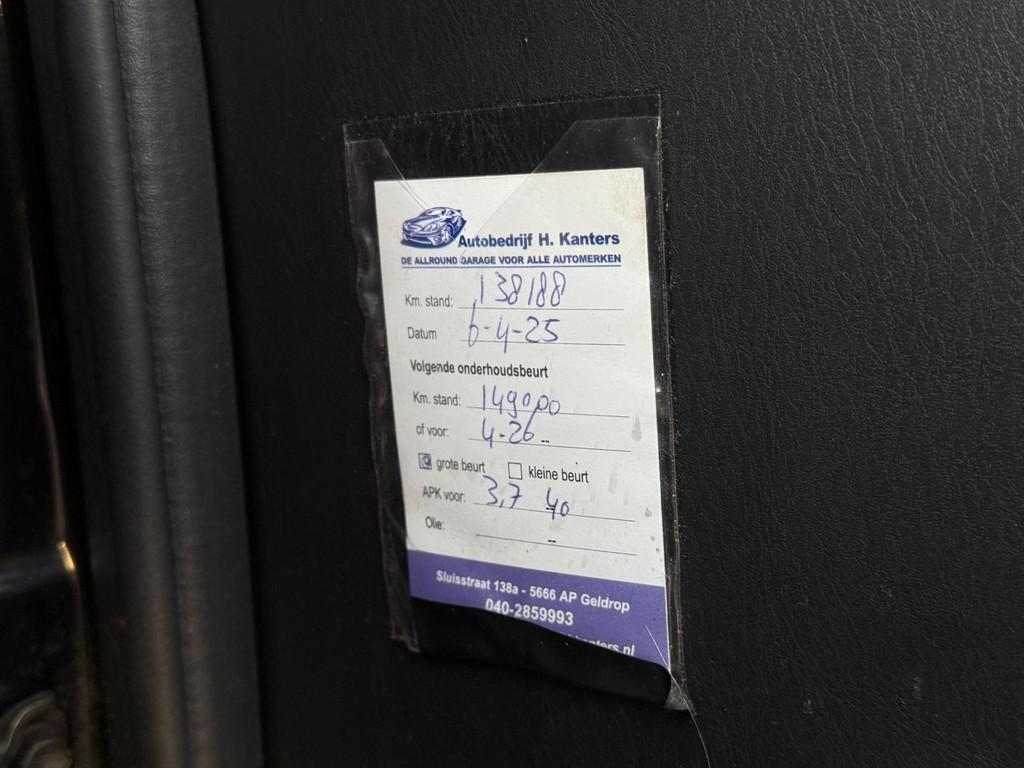 Autobedrijf H. Kanters
DE ALLROUND GARAGE VOOR ALLE AUTOMERKEN
Km. stand: 138188
Datum 6-4-25
Volgende onderhoudsbeurt
Km. stand: 149000
of voor: 4-26 --
grote beurt kleine beurt
APK voor: 3,7 40
Olie: --
Sluisstraat 138a - 5666 AP Geldrop
040-2859993